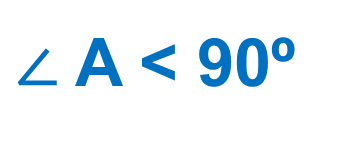 ∠ A < 90º